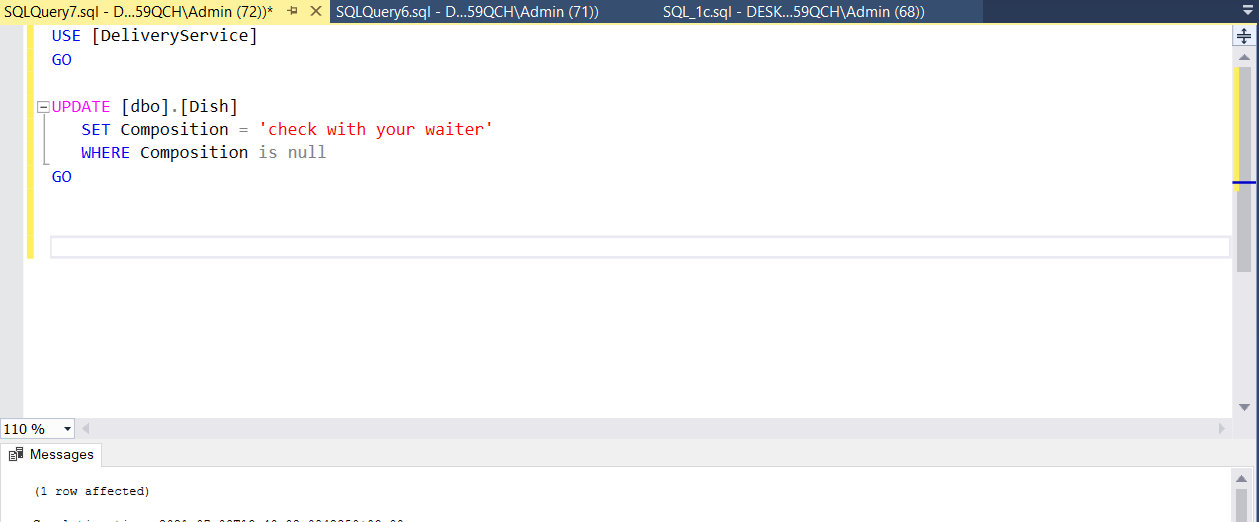 SQLQuery7.sql - D...59QCH\Admin (72))* SQLQuery6.sql - D...59QCH\Admin (71)) SQL_1c.sql - DESK...59QCH\Admin (68))
USE [DeliveryService]
GO
UPDATE [dbo].[Dish]
SET Composition = 'check with your waiter'
WHERE Composition is null
GO
110 %
Messages
(1 row affected)